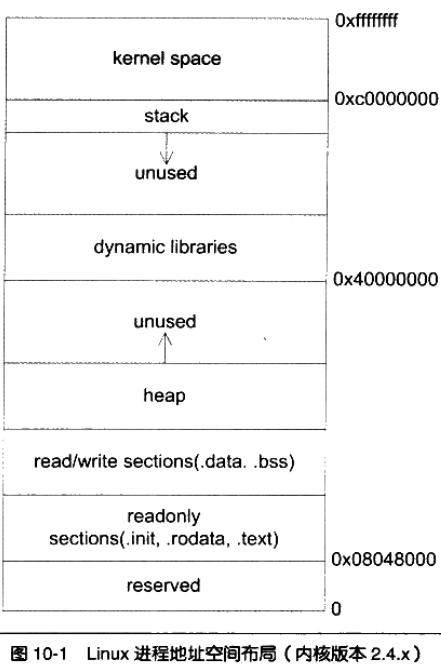 0xffffffff
kernel space
0xc0000000
stack
unused
dynamic libraries
0x40000000
unused
heap
read/write sections(.data. .bss)
readonly
sections(.init, .rodata, .text)
0x08048000
reserved
0
图 10-1 Linux 进程地址空间布局（内核版本 2.4.x）